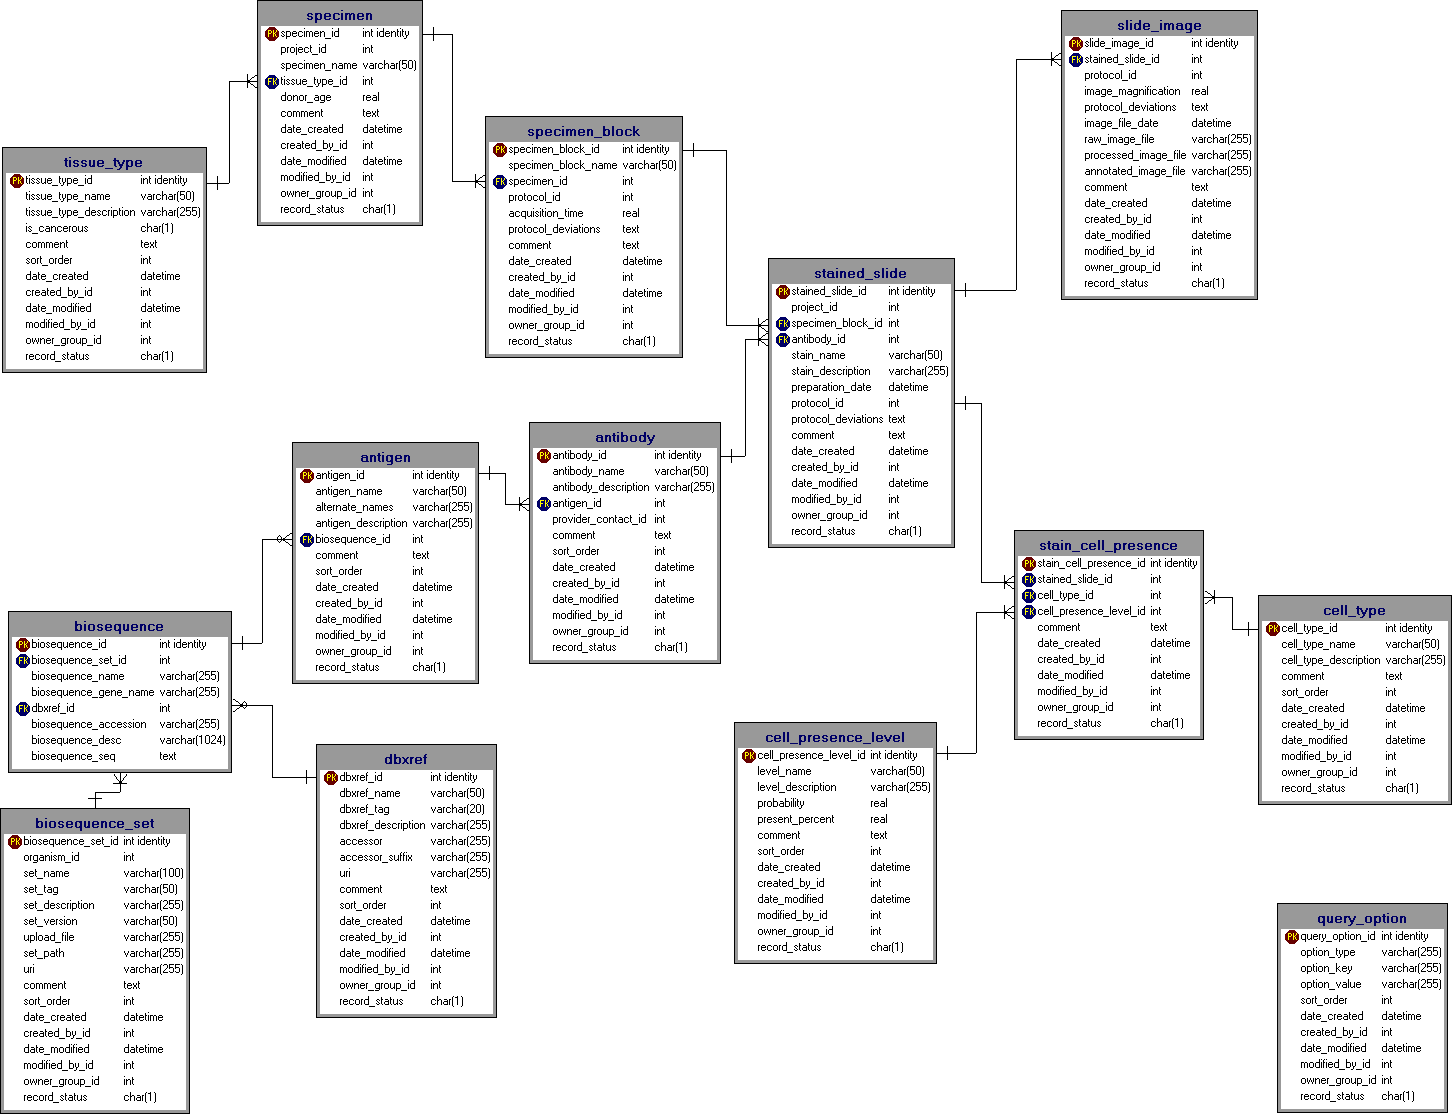 specimen
Pk specimen_id int identity
project_id int
specimen_name varchar(50)
Fk tissue_type_id int
donor_age real
comment text
date_created datetime
created_by_id int
date_modified datetime
modified_by_id int
owner_group_id int
record_status char(1)
slide_image
Pk slide_image_id int identity
Fk stained_slide_id int
protocol_id int
image_magnification real
protocol_deviations text
image_file_date datetime
raw_image_file varchar(255)
processed_image_file varchar(255)
annotated_image_file varchar(255)
comment text
date_created datetime
created_by_id int
date_modified datetime
modified_by_id int
owner_group_id int
record_status char(1)
specimen_block
Pk specimen_block_id int identity
specimen_block_name varchar(50)
Fk specimen_id int
protocol_id int
acquisition_time real
protocol_deviations text
comment text
date_created datetime
created_by_id int
date_modified datetime
modified_by_id int
owner_group_id int
record_status char(1)
tissue_type
Pk tissue_type_id int identity
tissue_type_name varchar(50)
tissue_type_description varchar(255)
is_cancerous char(1)
comment text
sort_order int
date_created datetime
created_by_id int
date_modified datetime
modified_by_id int
owner_group_id int
record_status char(1)
stained_slide
Pk stained_slide_id int identity
project_id int
Fk specimen_block_id int
Fk antibody_id int
stain_name varchar(50)
stain_description varchar(255)
preparation_date datetime
protocol_id int
protocol_deviations text
comment text
date_created datetime
created_by_id int
date_modified datetime
modified_by_id int
owner_group_id int
record_status char(1)
antibody
Pk antibody_id int identity
antibody_name varchar(50)
antibody_description varchar(255)
Fk antigen_id int
provider_contact_id int
comment text
sort_order int
date_created datetime
created_by_id int
date_modified datetime
modified_by_id int
owner_group_id int
record_status char(1)
antigen
Pk antigen_id int identity
antigen_name varchar(50)
alternate_names varchar(255)
antigen_description varchar(255)
Fk biosequence_id int
comment text
sort_order int
date_created datetime
created_by_id int
date_modified datetime
modified_by_id int
owner_group_id int
record_status char(1)
stain_cell_presence
Pk stain_cell_presence_id int identity
Fk stained_slide_id int
Fk cell_type_id int
Fk cell_presence_level_id int
comment text
date_created datetime
created_by_id int
date_modified datetime
modified_by_id int
owner_group_id int
record_status char(1)
cell_type
Pk cell_type_id int identity
cell_type_name varchar(50)
cell_type_description varchar(255)
comment text
sort_order int
date_created datetime
created_by_id int
date_modified datetime
modified_by_id int
owner_group_id int
record_status char(1)
biosequence
Pk biosequence_id int identity
Fk biosequence_set_id int
biosequence_name varchar(255)
biosequence_gene_name varchar(255)
Fk dbxref_id int
biosequence_accession varchar(255)
biosequence_desc varchar(1024)
biosequence_seq text
cell_presence_level
Pk cell_presence_level_id int identity
level_name varchar(50)
level_description varchar(255)
probability real
present_percent real
comment text
sort_order int
date_created datetime
created_by_id int
date_modified datetime
modified_by_id int
owner_group_id int
record_status char(1)
dbxref
Pk dbxref_id int identity
dbxref_name varchar(50)
dbxref_tag varchar(20)
dbxref_description varchar(255)
accessor varchar(255)
accessor_suffix varchar(255)
uri varchar(255)
comment text
sort_order int
date_created datetime
created_by_id int
date_modified datetime
modified_by_id int
owner_group_id int
record_status char(1)
biosequence_set
Pk biosequence_set_id int identity
organism_id int
set_name varchar(100)
set_tag varchar(50)
set_description varchar(255)
set_version varchar(50)
upload_file varchar(255)
set_path varchar(255)
uri varchar(255)
comment text
sort_order int
date_created datetime
created_by_id int
date_modified datetime
modified_by_id int
owner_group_id int
record_status char(1)
query_option
Pk query_option_id int identity
option_type varchar(255)
option_key varchar(255)
option_value varchar(255)
sort_order int
date_created datetime
created_by_id int
date_modified datetime
modified_by_id int
owner_group_id int
record_status char(1)